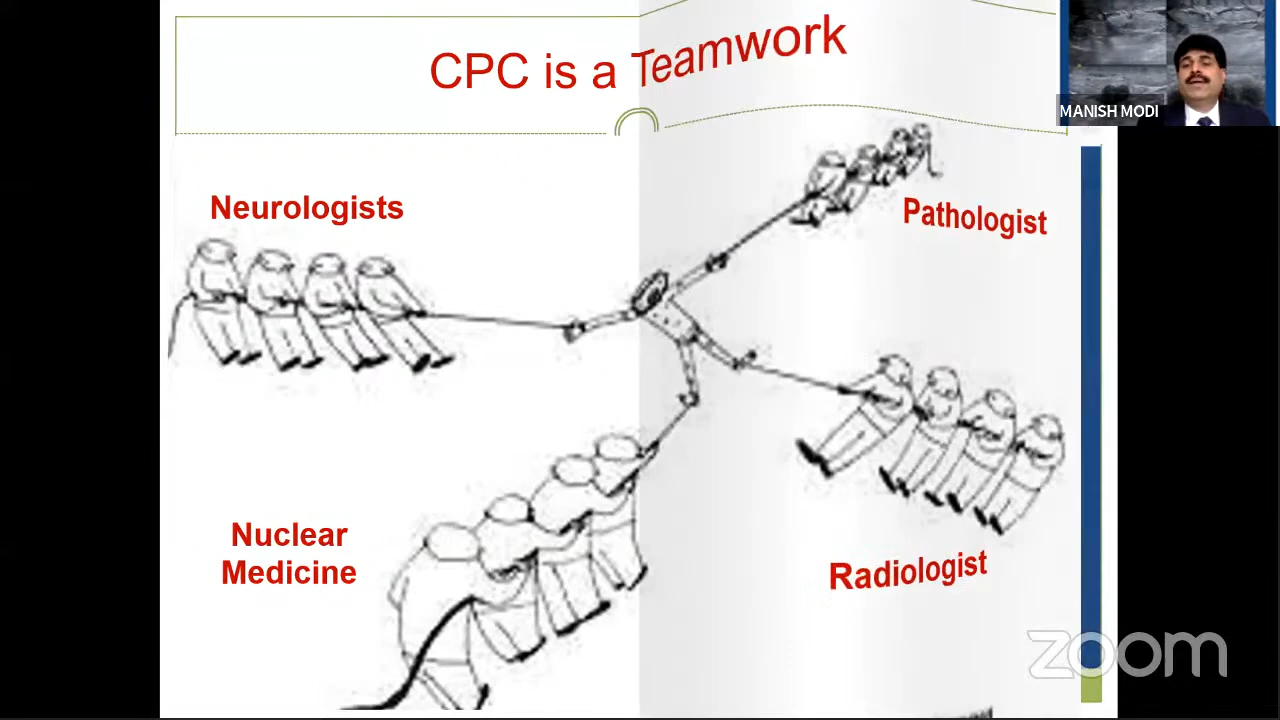 CPC is a Teamwork
MANISH MODI
Neurologists
Pathologist
Nuclear
Medicine
Radiologist
zoom